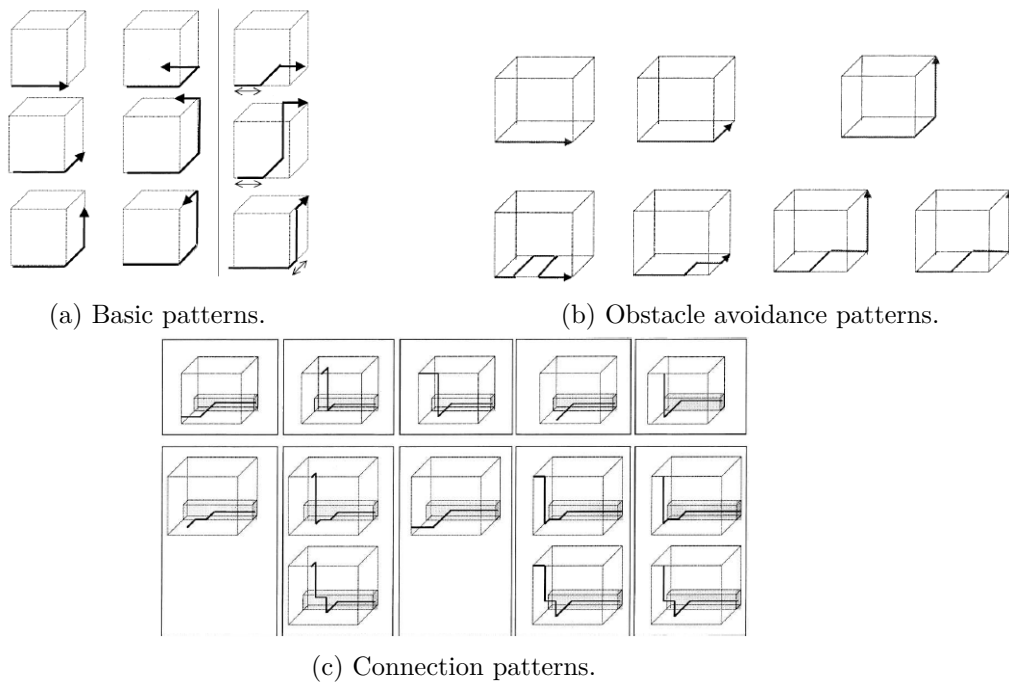 (a) Basic patterns.
(b) Obstacle avoidance patterns.
(c) Connection patterns.